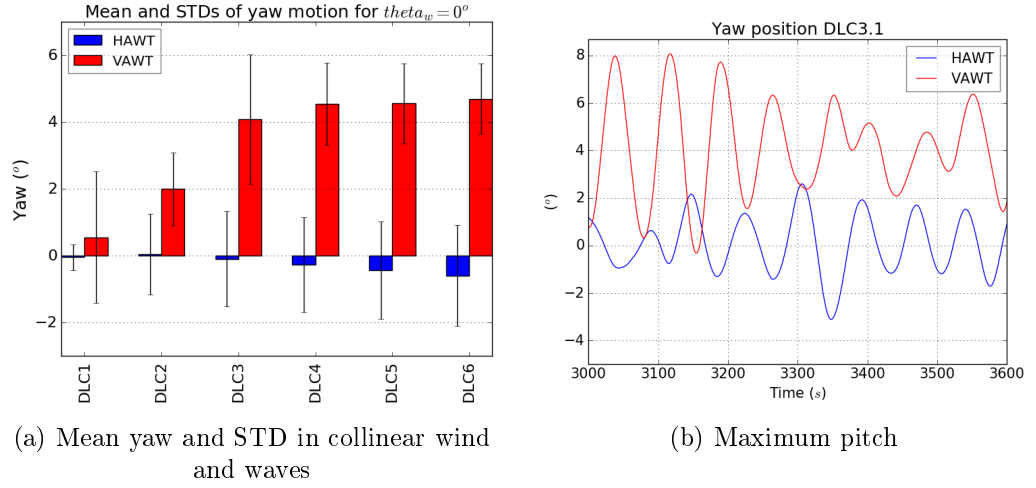 Mean and STDs of yaw motion for theta_w = 0^o
HAWT
VAWT
Yaw (^o)
6
4
2
0
−2
DLC1
DLC2
DLC3
DLC4
DLC5
DLC6
(a) Mean yaw and STD in collinear wind
and waves
Yaw position DLC3.1
HAWT
VAWT
(^o)
8
6
4
2
0
−2
−4
3000 3100 3200 3300 3400 3500 3600
Time (s)
(b) Maximum pitch